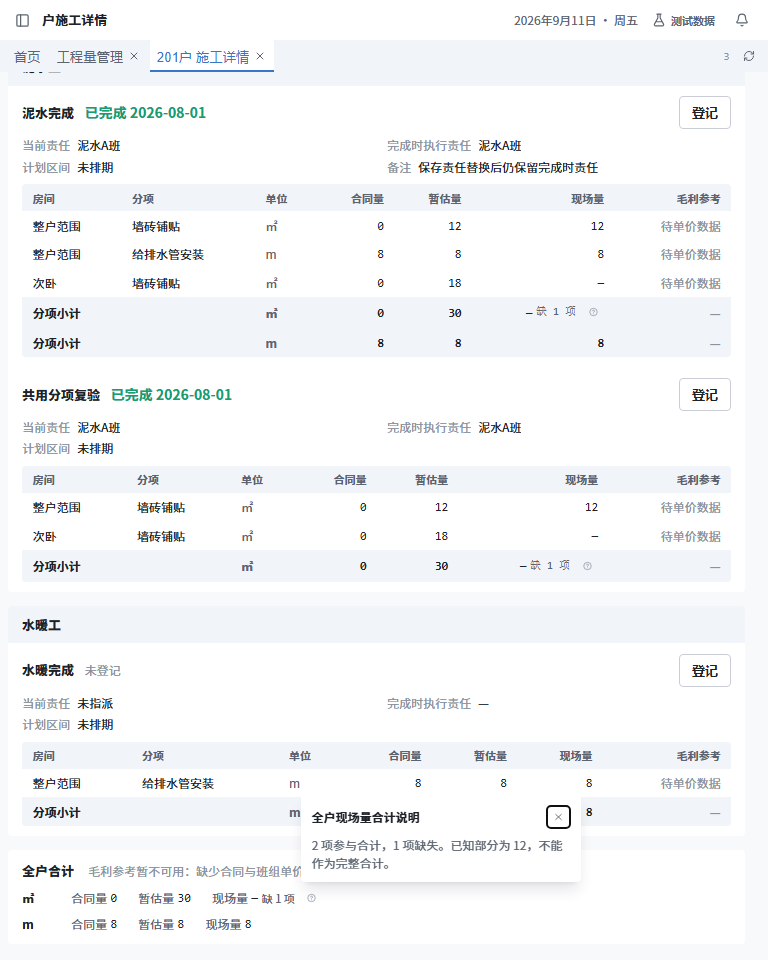 户施工详情
2026年9月11日 • 周五 测试数据
首页 工程量管理 × 201户 施工详情 × 3
泥水完成 已完成 2026-08-01 登记
当前责任 泥水A班 完成时执行责任 泥水A班
计划区间 未排期 备注 保存责任替换后仍保留完成时责任
房间 分项 单位 合同量 暂估量 现场量 毛利参考
整户范围 墙砖铺贴 ㎡ 0 12 12 待单价数据
整户范围 给排水管安装 m 8 8 8 待单价数据
次卧 墙砖铺贴 ㎡ 0 18 — 待单价数据
分项小计 ㎡ 0 30 — 缺 1 项 —
分项小计 m 8 8 8 —
共用分项复验 已完成 2026-08-01 登记
当前责任 泥水A班 完成时执行责任 泥水A班
计划区间 未排期
房间 分项 单位 合同量 暂估量 现场量 毛利参考
整户范围 墙砖铺贴 ㎡ 0 12 12 待单价数据
次卧 墙砖铺贴 ㎡ 0 18 — 待单价数据
分项小计 ㎡ 0 30 — 缺 1 项 —
水暖工
水暖完成 未登记 登记
当前责任 未指派 完成时执行责任 —
计划区间 未排期
房间 分项 单位 合同量 暂估量 现场量 毛利参考
整户范围 给排水管安装 m 8 8 8 待单价数据
分项小计 m 8 —
全户现场量合计说明 ×
2 项参与合计，1 项缺失。已知部分为 12，不能
作为完整合计。
全户合计 毛利参考暂不可用：缺少合同与班组单价
㎡ 合同量 0 暂估量 30 现场量 — 缺 1 项
m 合同量 8 暂估量 8 现场量 8